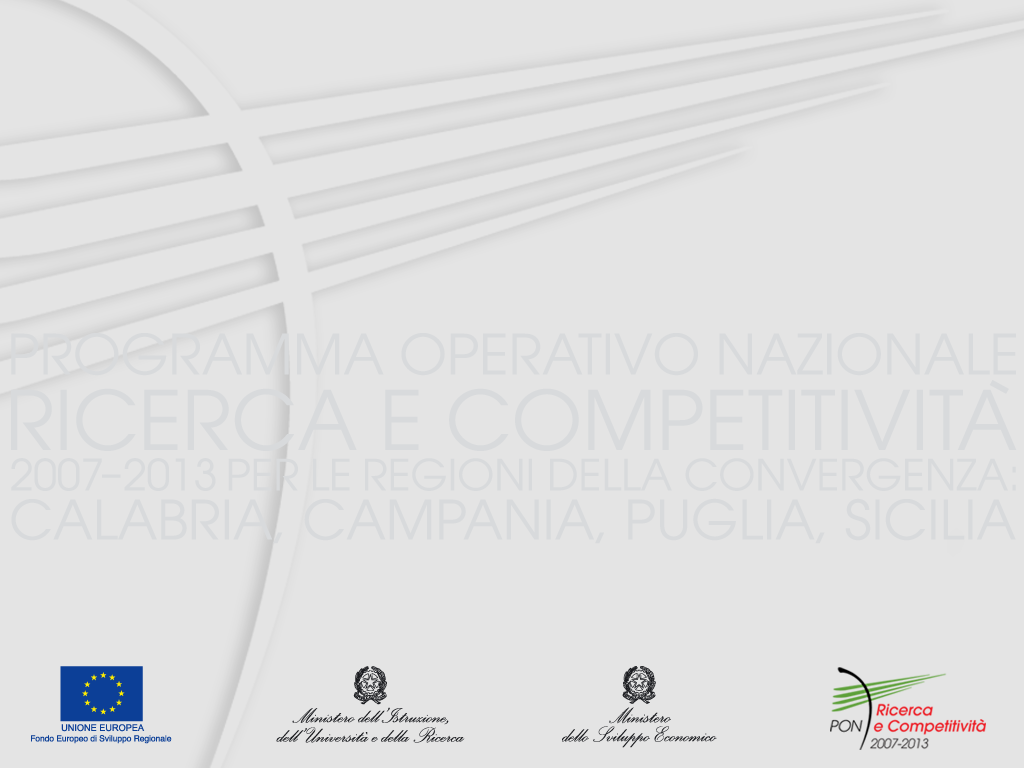 PROGRAMMA OPERATIVO NAZIONALE
RICERCA E COMPETITIVITÀ
2007-2013 PER LE REGIONI DELLA CONVERGENZA:
CALABRIA, CAMPANIA, PUGLIA, SICILIA
UNIONE EUROPEA
Fondo Europeo di Sviluppo Regionale
Ministero dell'Istruzione,
dell'Università e della Ricerca
Ministero
dello Sviluppo Economico
PON Ricerca
e Competitività
2007-2013